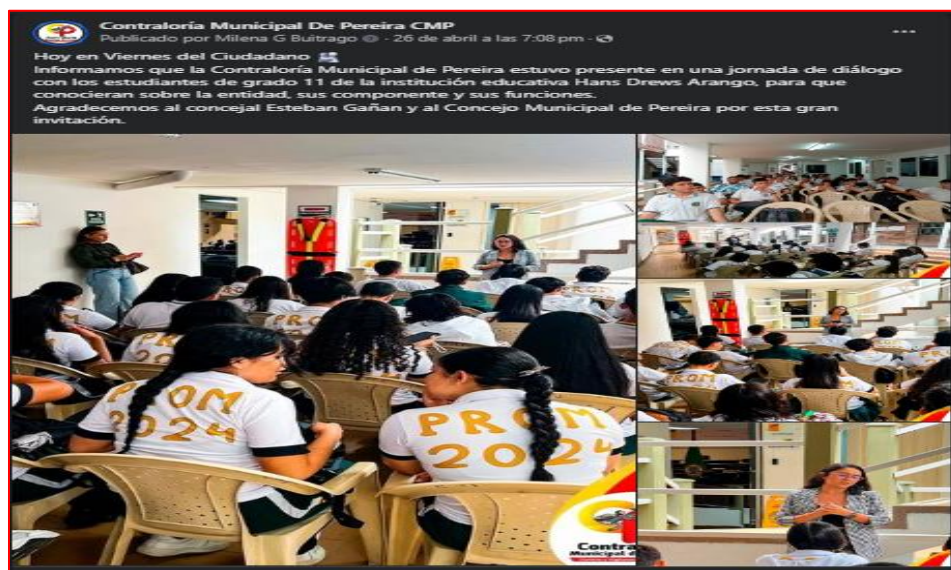 Contraloría Municipal De Pereira CMP
Publicado por Milena G Buitrago · 26 de abril a las 7:08 pm ·
Hoy en Viernes del Ciudadano
Informamos que la Contraloría Municipal de Pereira estuvo presente en una jornada de diálogo
con los estudiantes de grado 11 de la institución educativa Hans Drews Arango, para que
conocieran sobre la entidad, sus componente y sus funciones.
Agradecemos al concejal Esteban Gañan y al Concejo Municipal de Pereira por esta gran
invitación.
PROM
PROM
2024
PROM
2024
PROM
2024
Contra
Municipal d
PROM